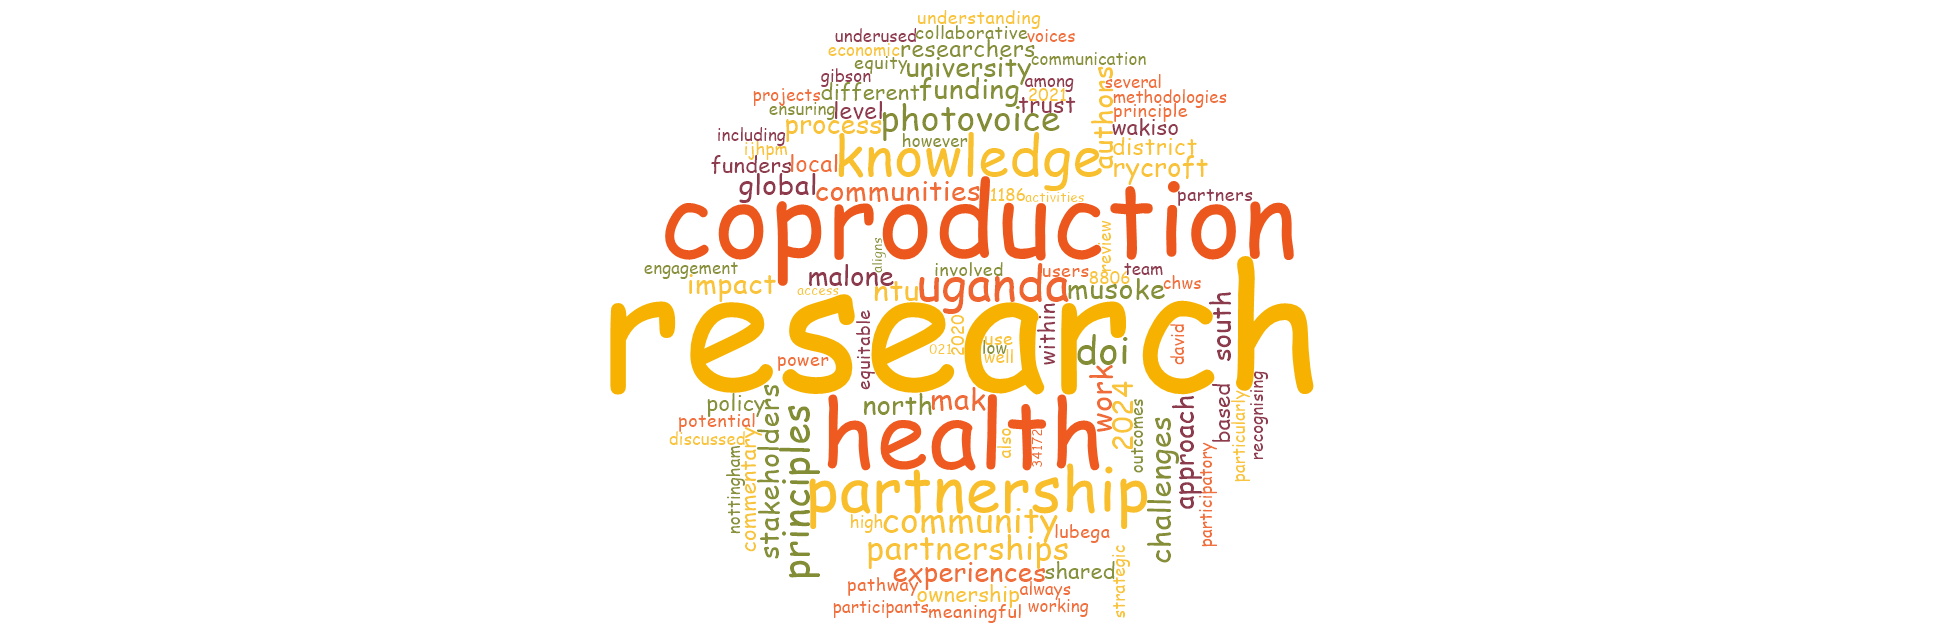 understanding
underused
collaborative
voices
economic
researchers
equity
university
communication
gibson
among
several
projects
different
funding
2021
authors
methodologies
ensuring
level
trust
principle
process
photovoice
wakiso
including
however
ijhpm
knowledge
district
funders
local
rycroft
global
communities
1186
activities
partners
coproduction
aligns
review
engagement
involved
users
team
malone
8806
chws
impact
access
ntu
uganda
musoke
research
equitable
021
2020
use
low
well
within
doi
david
south
power
policy
stakeholders
principles
north
mak
work
2024
outcomes
approach
based
particularly
recognising
potential
discussed
commentary
nottingham
health
also
34172
challenges
participatory
partnership
high
community
lubega
partnerships
experiences
shared
strategic
pathway
ownership
always
participants
meaningful
working